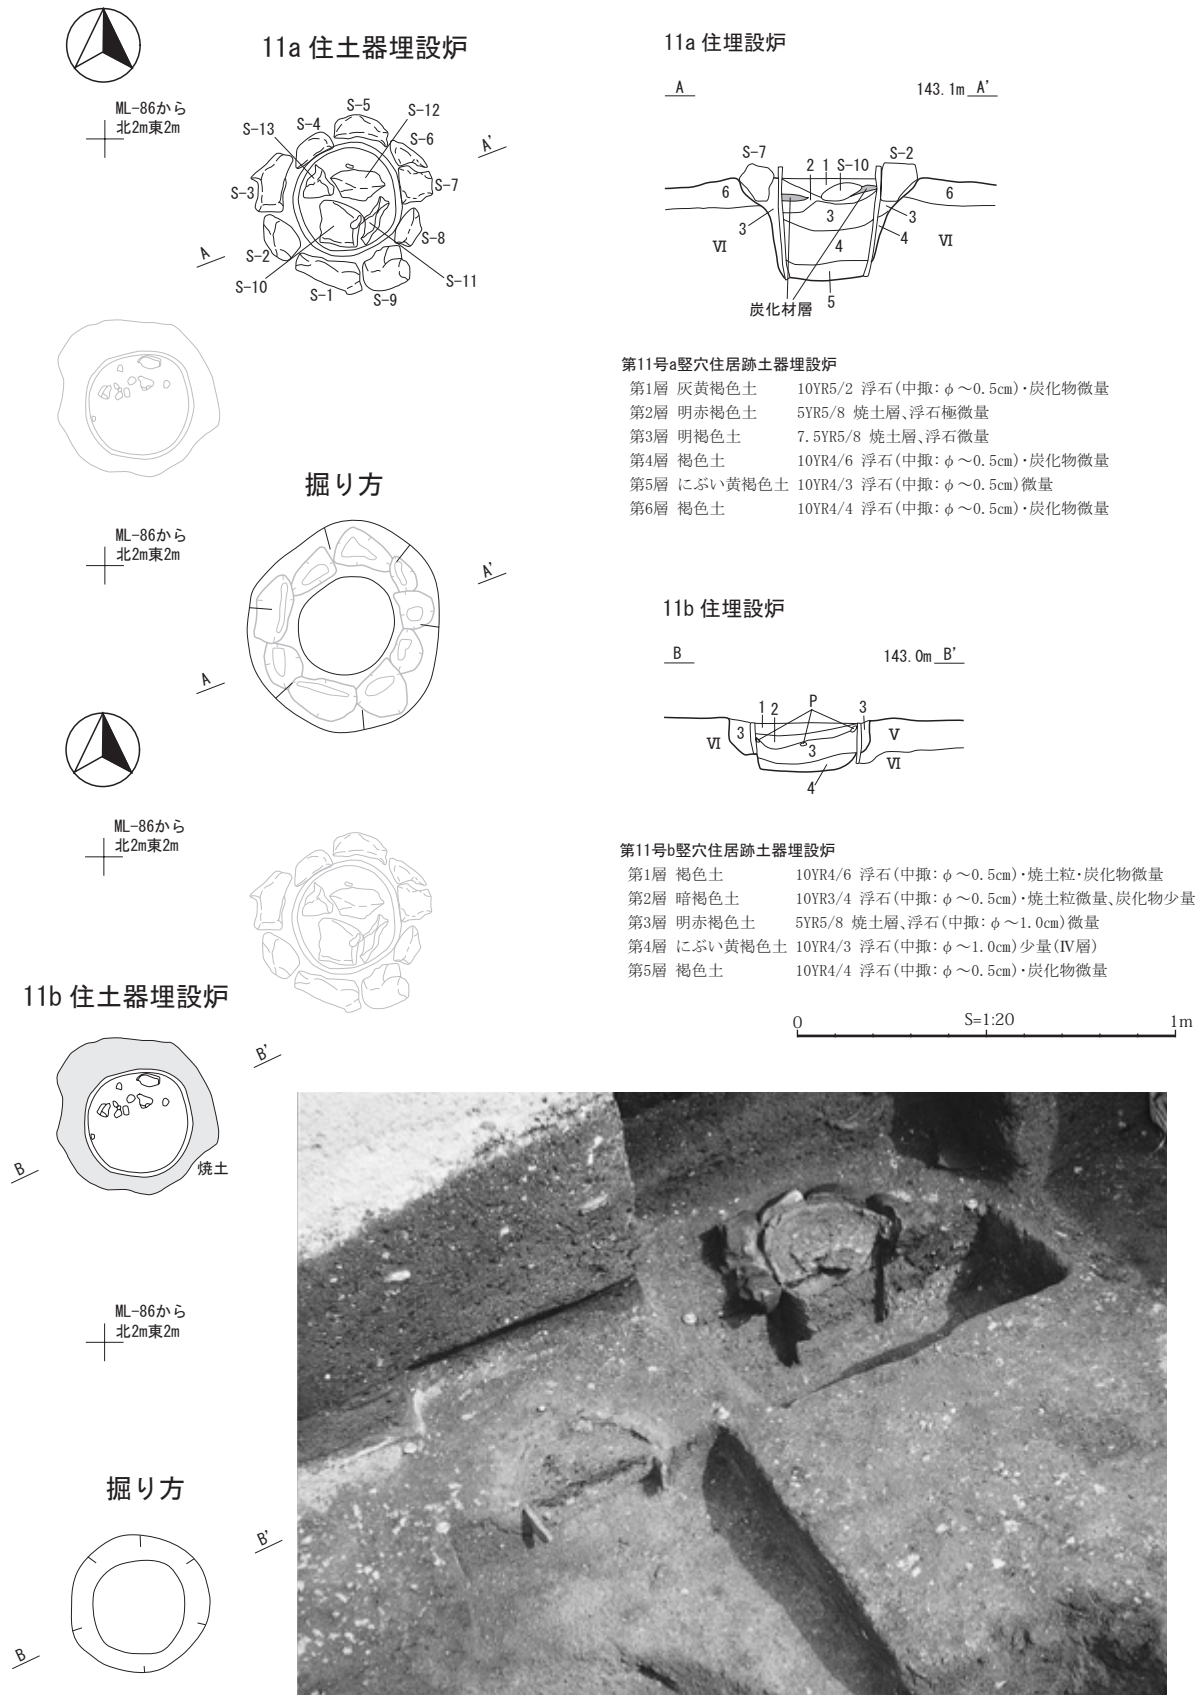 11a 住土器埋設炉
ML-86から
北2m東2m
S-5
S-12
S-4
S-13
S-6
A'
S-3
S-7
S-8
A
S-2
S-11
S-10
S-1
S-9
掘り方
ML-86から
北2m東2m
A'
A
ML-86から
北2m東2m
11b 住土器埋設炉
B'
B
焼土
ML-86から
北2m東2m
掘り方
B'
B
11a 住埋設炉
A
143.1m A'
S-7
2 1 S-10
S-2
6
3
6
3
3
Ⅵ
4
4
Ⅵ
炭化材層
5
第11号a竪穴住居跡土器埋設炉
第1層 灰黄褐色土 10YR5/2 浮石(中掫:φ～0.5cm)・炭化物微量
第2層 明赤褐色土 5YR5/8 焼土層、浮石極微量
第3層 明褐色土 7.5YR5/8 焼土層、浮石微量
第4層 褐色土 10YR4/6 浮石(中掫:φ～0.5cm)・炭化物微量
第5層 にぶい黄褐色土 10YR4/3 浮石(中掫:φ～0.5cm)微量
第6層 褐色土 10YR4/4 浮石(中掫:φ～0.5cm)・炭化物微量
11b 住埋設炉
B
143.0m B'
P
1 2
3
3
Ⅴ
Ⅵ
3
Ⅵ
4
第11号b竪穴住居跡土器埋設炉
第1層 褐色土 10YR4/6 浮石(中掫:φ～0.5cm)・焼土粒・炭化物微量
第2層 暗褐色土 10YR3/4 浮石(中掫:φ～0.5cm)・焼土粒微量、炭化物少量
第3層 明赤褐色土 5YR5/8 焼土層、浮石(中掫:φ～1.0cm)微量
第4層 にぶい黄褐色土 10YR4/3 浮石(中掫:φ～1.0cm)少量(Ⅳ層)
第5層 褐色土 10YR4/4 浮石(中掫:φ～0.5cm)・炭化物微量
0 S=1:20 1m